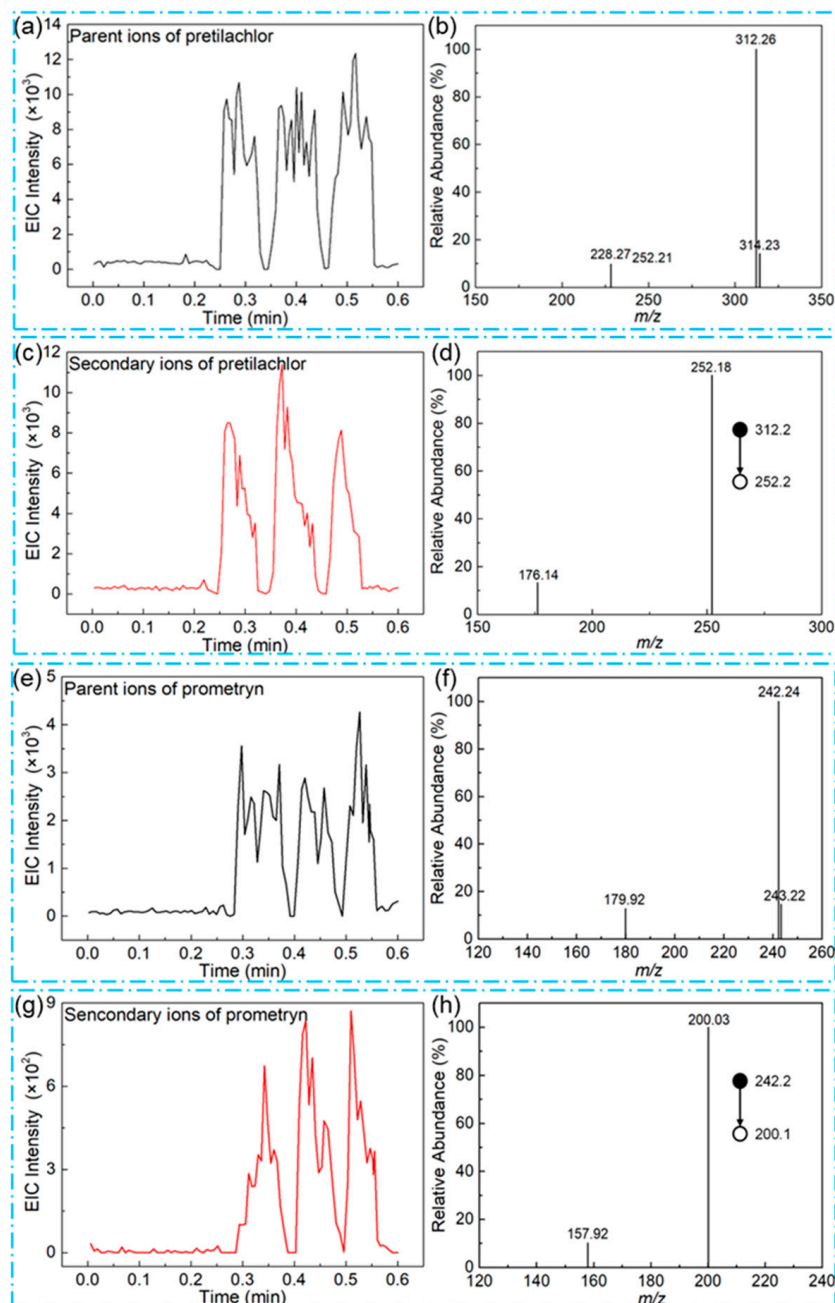 (a) Parent ions of pretilachlor
EIC Intensity (×10³)
14
12
10
8
6
4
2
0
0.0 0.1 0.2 0.3 0.4 0.5 0.6
Time (min)
(b)
Relative Abundance (%)
100
80
60
40
20
0
312.26
314.23
228.27
252.21
150 200 250 300 350
m/z
(c) Secondary ions of pretilachlor
EIC Intensity (×10³)
12
9
6
3
0
0.0 0.1 0.2 0.3 0.4 0.5 0.6
Time (min)
(d)
Relative Abundance (%)
100
80
60
40
20
0
252.18
176.14
312.2
252.2
150 200 250 300
m/z
(e) Parent ions of prometryn
EIC Intensity (×10³)
5
4
3
2
1
0
0.0 0.1 0.2 0.3 0.4 0.5 0.6
Time (min)
(f)
Relative Abundance (%)
100
80
60
40
20
0
242.24
243.22
179.92
120 140 160 180 200 220 240 260
m/z
(g) Sencondary ions of prometryn
EIC Intensity (×10²)
9
6
3
0
0.0 0.1 0.2 0.3 0.4 0.5 0.6
Time (min)
(h)
Relative Abundance (%)
100
80
60
40
20
0
200.03
157.92
242.2
200.1
120 140 160 180 200 220 240
m/z